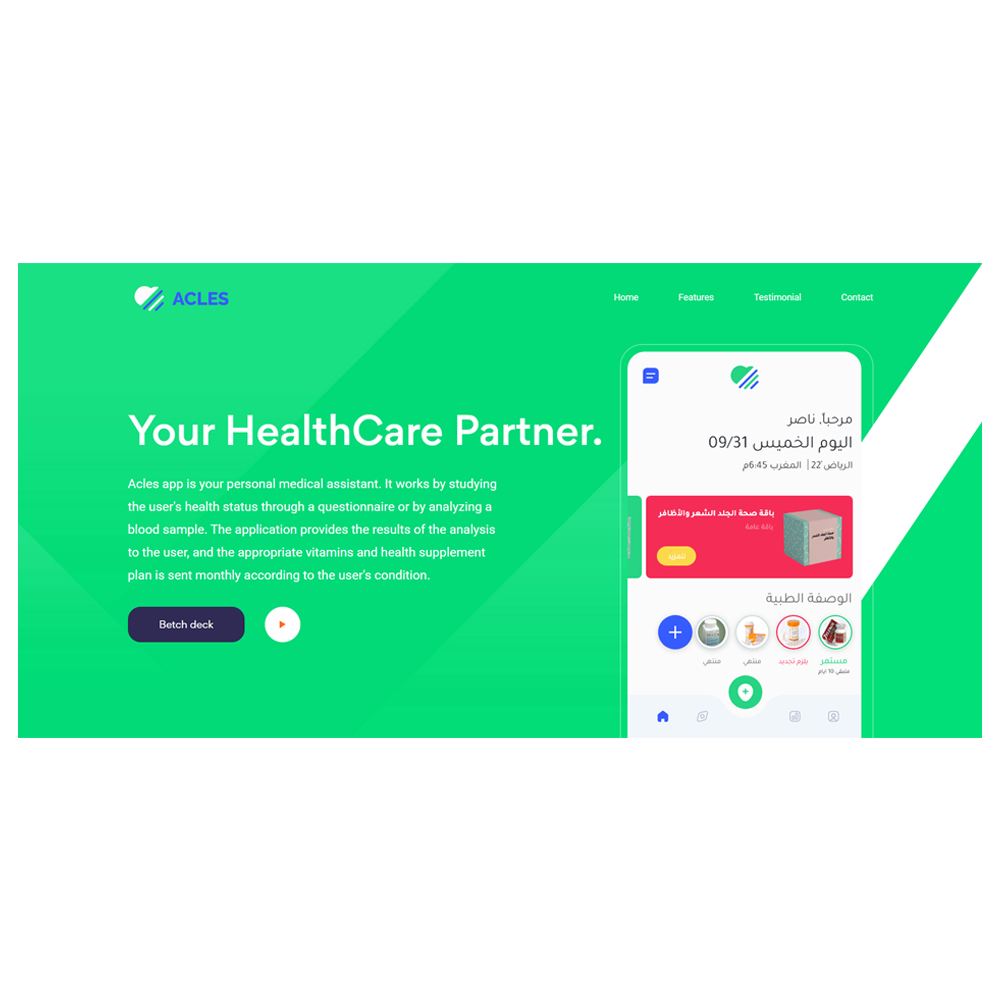 ACLES
Home
Features
Testimonial
Contact
Your HealthCare Partner.
Acles app is your personal medical assistant. It works by studying
the user's health status through a questionnaire or by analyzing a
blood sample. The application provides the results of the analysis
to the user, and the appropriate vitamins and health supplement
plan is sent monthly according to the user's condition.
Betch deck
مرحباً, ناصر
اليوم الخميس 09/31
الرياض 22° | المغرب 6:45م
باقة صحة الجلد الشعر والأظافر
باقة عامة
للمزيد
الوصفة الطبية
مستمر
متبقي 10 ايام
يلزم تجديد
منتهي
منتهي